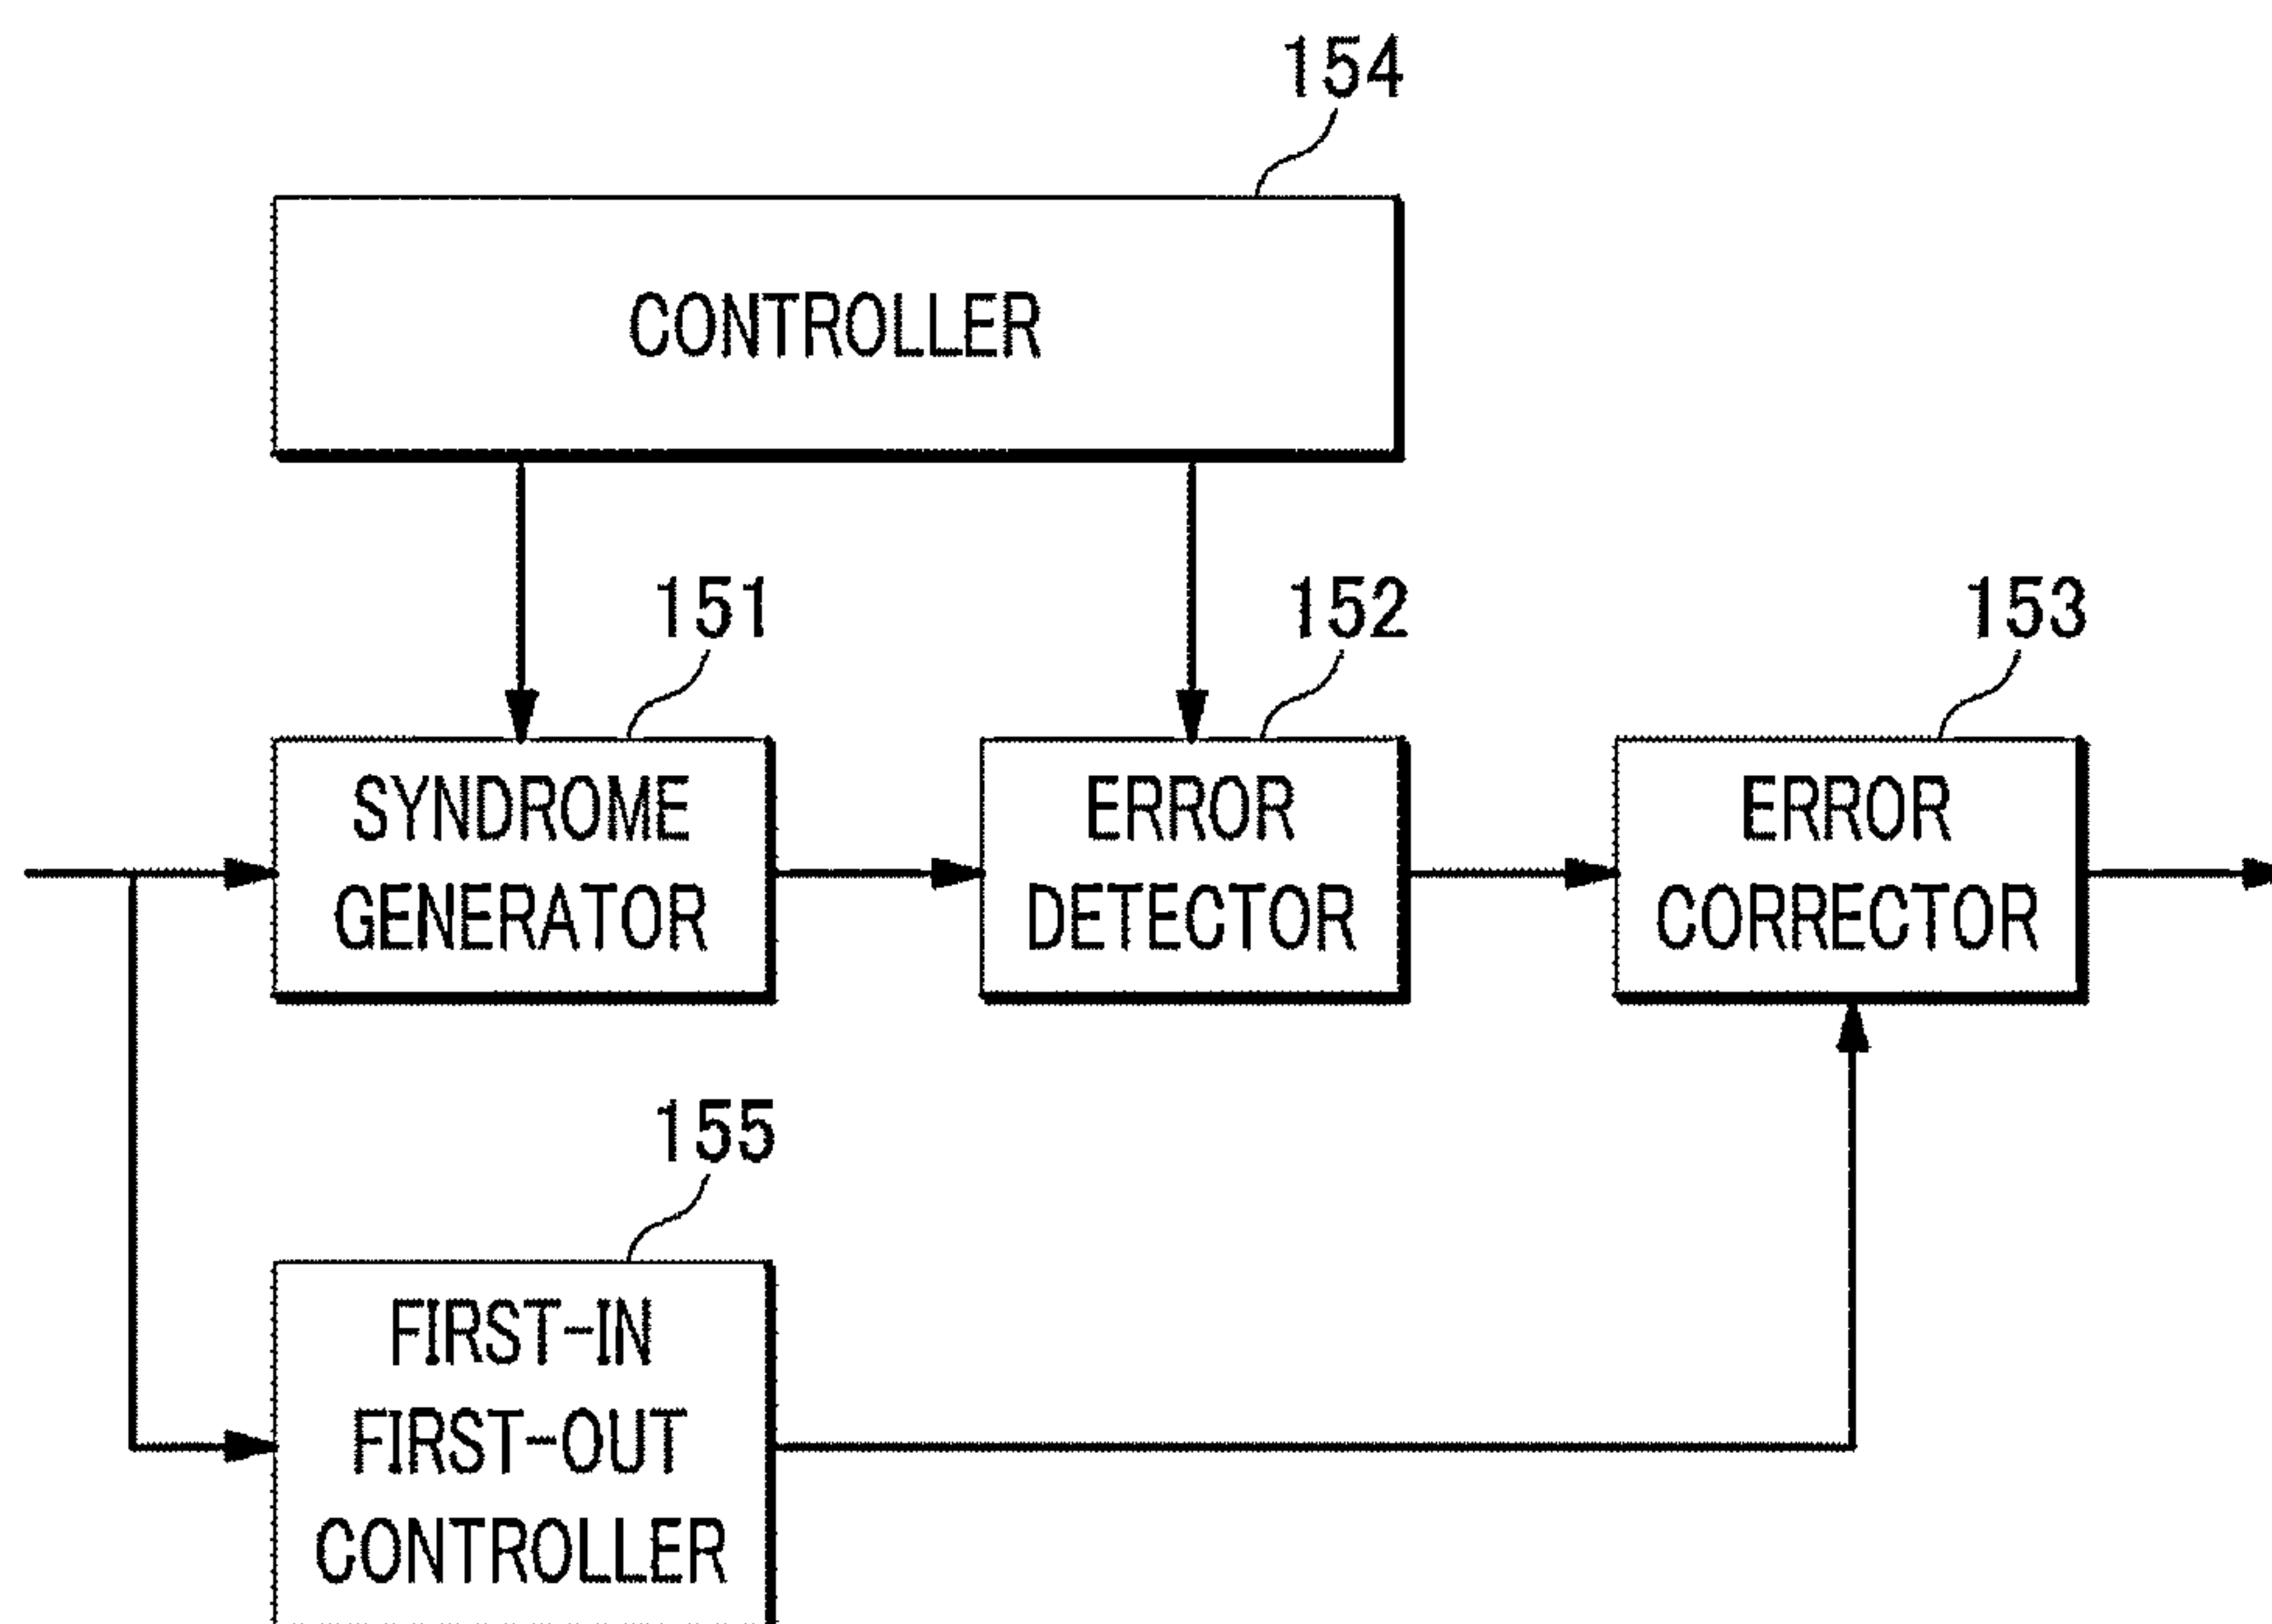 154
CONTROLLER
151
152
153
SYNDROME
GENERATOR
ERROR
DETECTOR
ERROR
CORRECTOR
155
FIRST-IN
FIRST-OUT
CONTROLLER